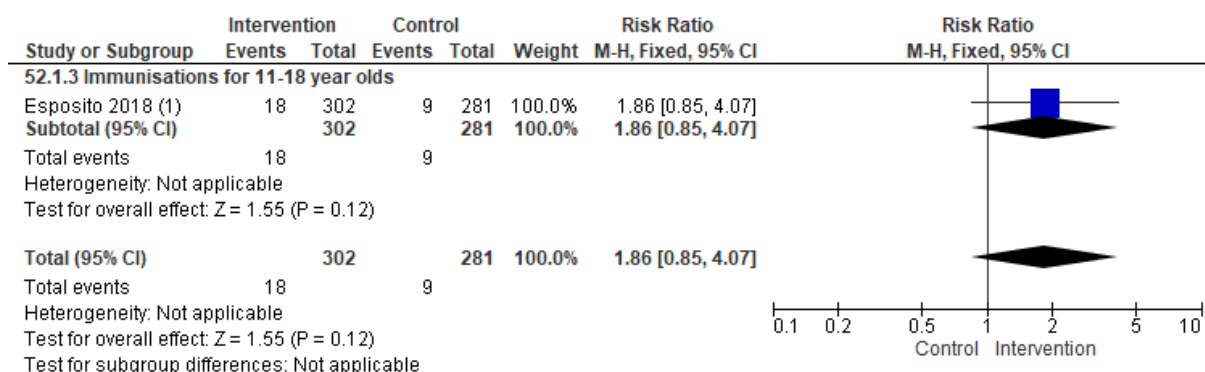 Intervention Control Risk Ratio Risk Ratio
Study or Subgroup Events Total Events Total Weight M-H, Fixed, 95% CI M-H, Fixed, 95% CI
52.1.3 Immunisations for 11-18 year olds
Esposito 2018 (1) 18 302 9 281 100.0% 1.86 [0.85, 4.07]
Subtotal (95% CI) 302 281 100.0% 1.86 [0.85, 4.07]
Total events 18 9
Heterogeneity: Not applicable
Test for overall effect: Z = 1.55 (P = 0.12)
Total (95% CI) 302 281 100.0% 1.86 [0.85, 4.07]
Total events 18 9
Heterogeneity: Not applicable
Test for overall effect: Z = 1.55 (P = 0.12)
Test for subgroup differences: Not applicable
0.1 0.2 0.5 1 2 5 10
Control Intervention